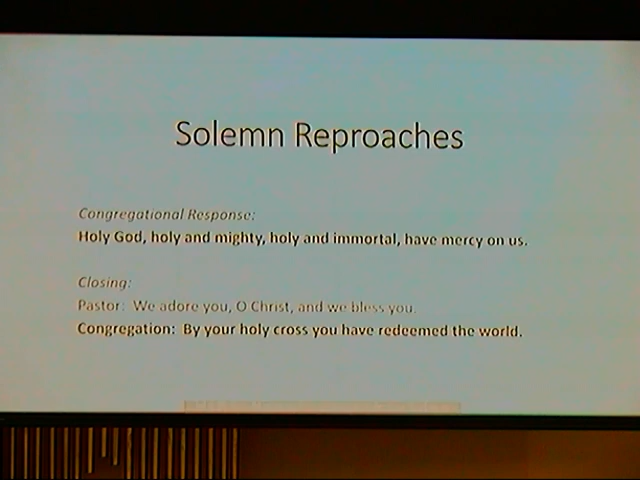 Solemn Reproaches
Congregational Response:
Holy God, holy and mighty, holy and immortal, have mercy on us.
Closing:
Pastor: We adore you, O Christ, and we bless you.
Congregation: By your holy cross you have redeemed the world.